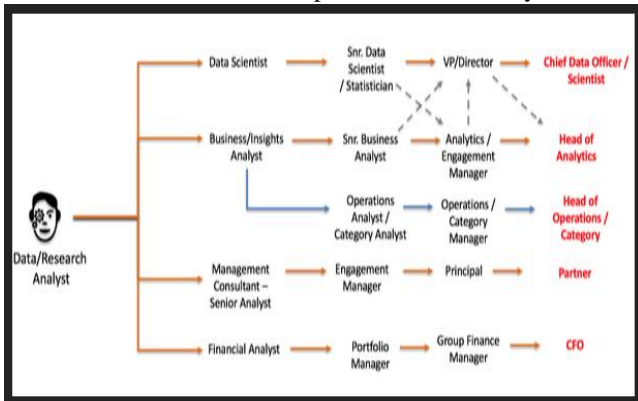 Data Scientist
Snr. Data
Scientist
/ Statistician
VP/Director
Chief Data Officer /
Scientist
Business/Insights
Analyst
Snr. Business
Analyst
Analytics /
Engagement
Manager
Head of
Analytics
Operations
Analyst /
Category Analyst
Operations /
Category
Manager
Head of
Operations /
Category
Data/Research
Analyst
Management
Consultant –
Senior Analyst
Engagement
Manager
Principal
Partner
Financial Analyst
Portfolio
Manager
Group Finance
Manager
CFO